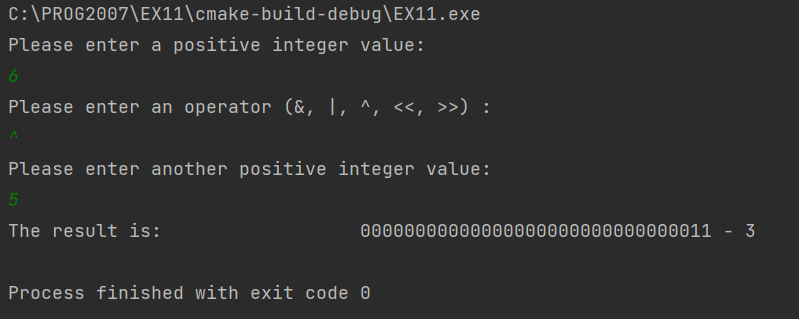 C:\PROG2007\EX11\cmake-build-debug\EX11.exe
Please enter a positive integer value:
6
Please enter an operator (&, |, ^, <<, >>) :
^
Please enter another positive integer value:
5
The result is:                  00000000000000000000000000000011 - 3
Process finished with exit code 0